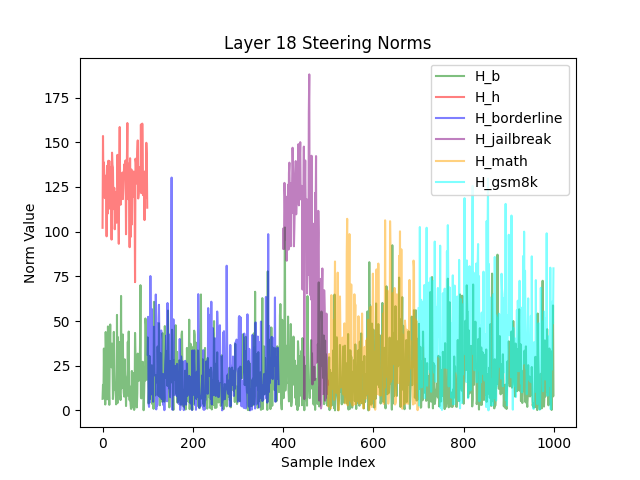 Layer 18 Steering Norms
H_b
H_h
H_borderline
H_jailbreak
H_math
H_gsm8k
Norm Value
175
150
125
100
75
50
25
0
0
200
400
600
800
1000
Sample Index